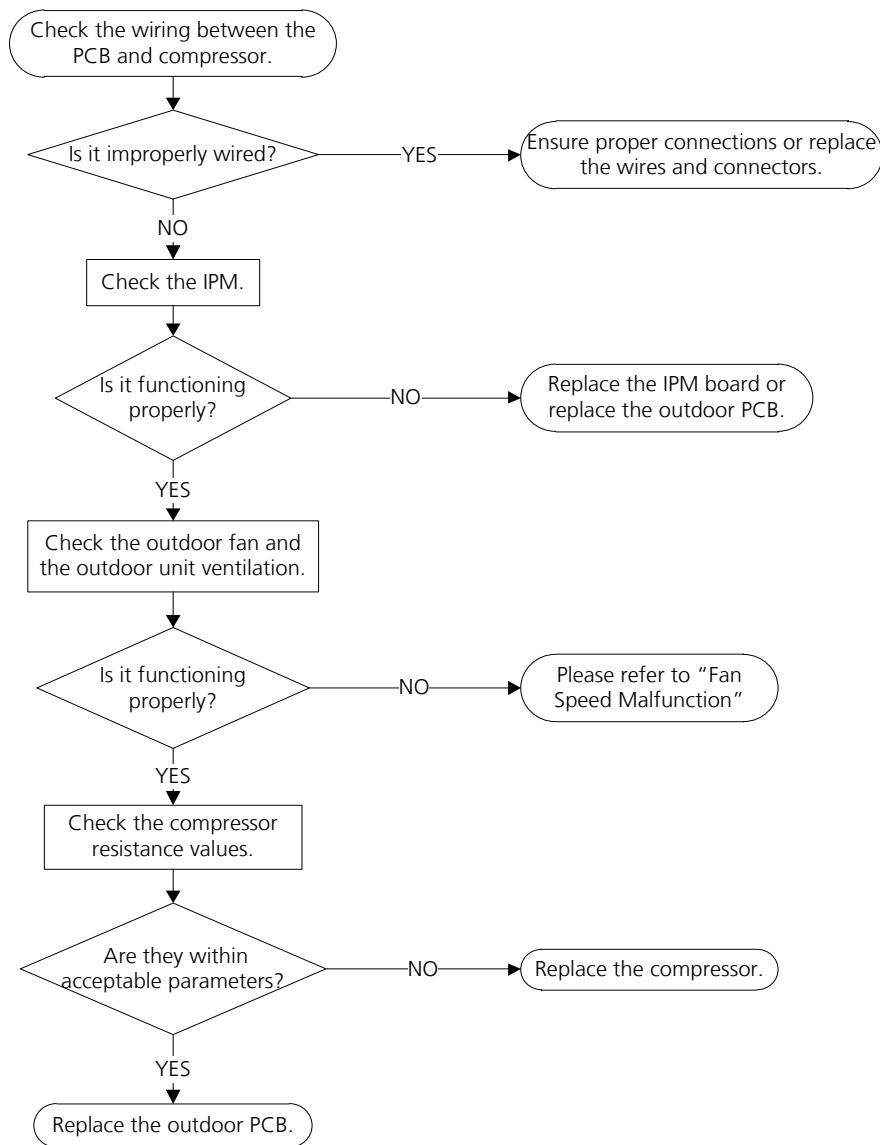 Check the wiring between the
PCB and compressor.
Is it improperly wired?
YES
Ensure proper connections or replace
the wires and connectors.
NO
Check the IPM.
Is it functioning
properly?
NO
Replace the IPM board or
replace the outdoor PCB.
YES
Check the outdoor fan and
the outdoor unit ventilation.
Is it functioning
properly?
NO
Please refer to “Fan
Speed Malfunction”
YES
Check the compressor
resistance values.
Are they within
acceptable parameters?
NO
Replace the compressor.
YES
Replace the outdoor PCB.